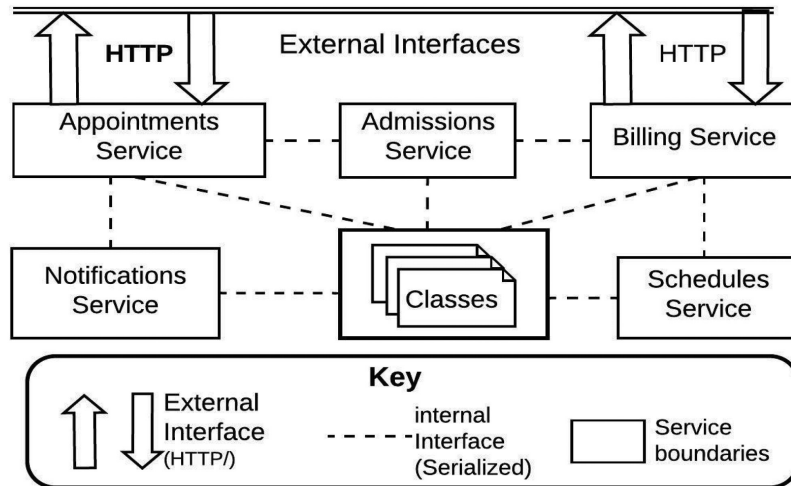 HTTP
External Interfaces
HTTP
Appointments
Service
Admissions
Service
Billing Service
Notifications
Service
Classes
Schedules
Service
Key
External
Interface
(HTTP/)
internal
Interface
(Serialized)
Service
boundaries